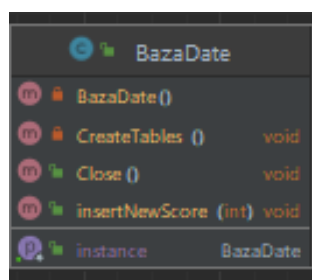 BazaDate
BazaDate()
CreateTables () void
Close () void
insertNewScore (int) void
instance BazaDate